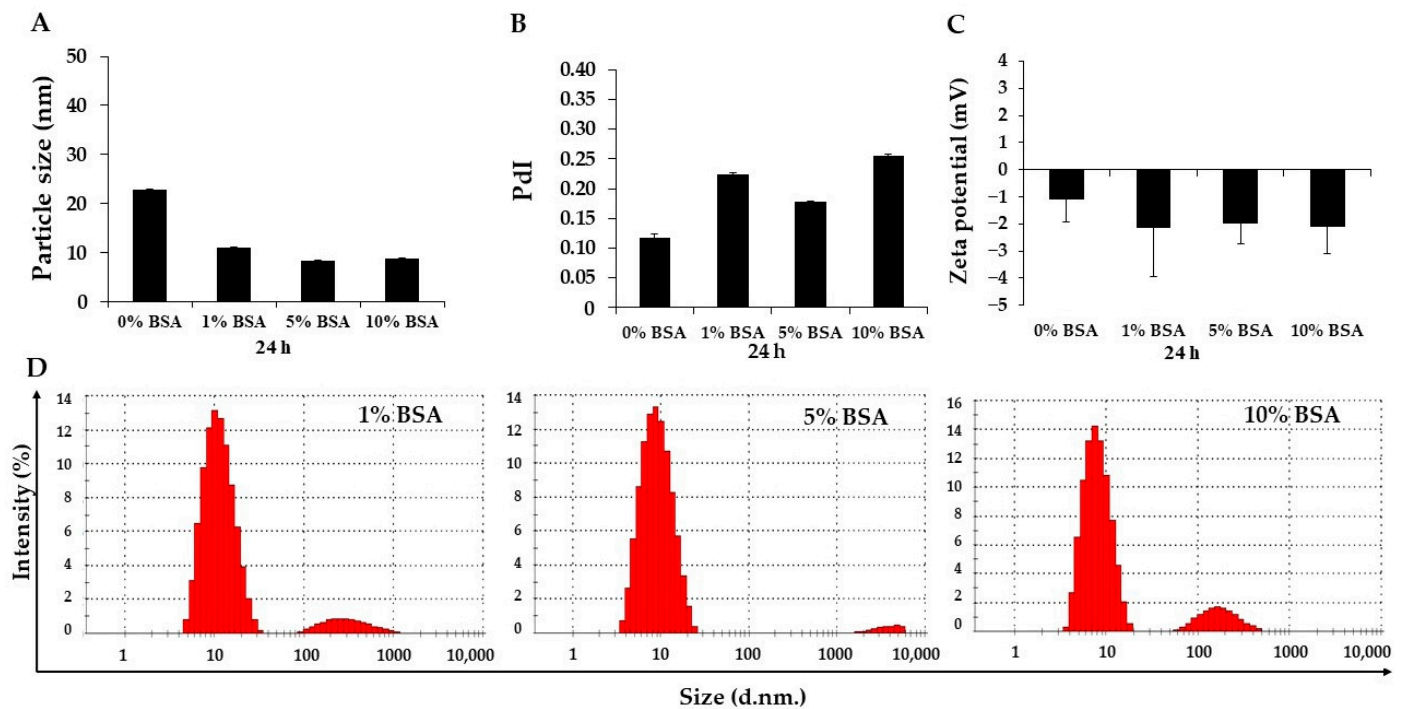 A
Particle size (nm)
50
40
30
20
10
0
0% BSA 1% BSA 5% BSA 10% BSA
24 h
B
PdI
0.40
0.35
0.30
0.25
0.20
0.15
0.10
0.05
0
0% BSA 1% BSA 5% BSA 10% BSA
24 h
C
Zeta potential (mV)
4
3
2
1
0
−1
−2
−3
−4
−5
0% BSA 1% BSA 5% BSA 10% BSA
24 h
D
Intensity (%)
14
12
10
8
6
4
2
0
1% BSA
1 10 100 1000 10,000
14
12
10
8
6
4
2
0
5% BSA
1 10 100 1000 10,000
16
14
12
10
8
6
4
2
0
10% BSA
1 10 100 1000 10,000
Size (d.nm.)